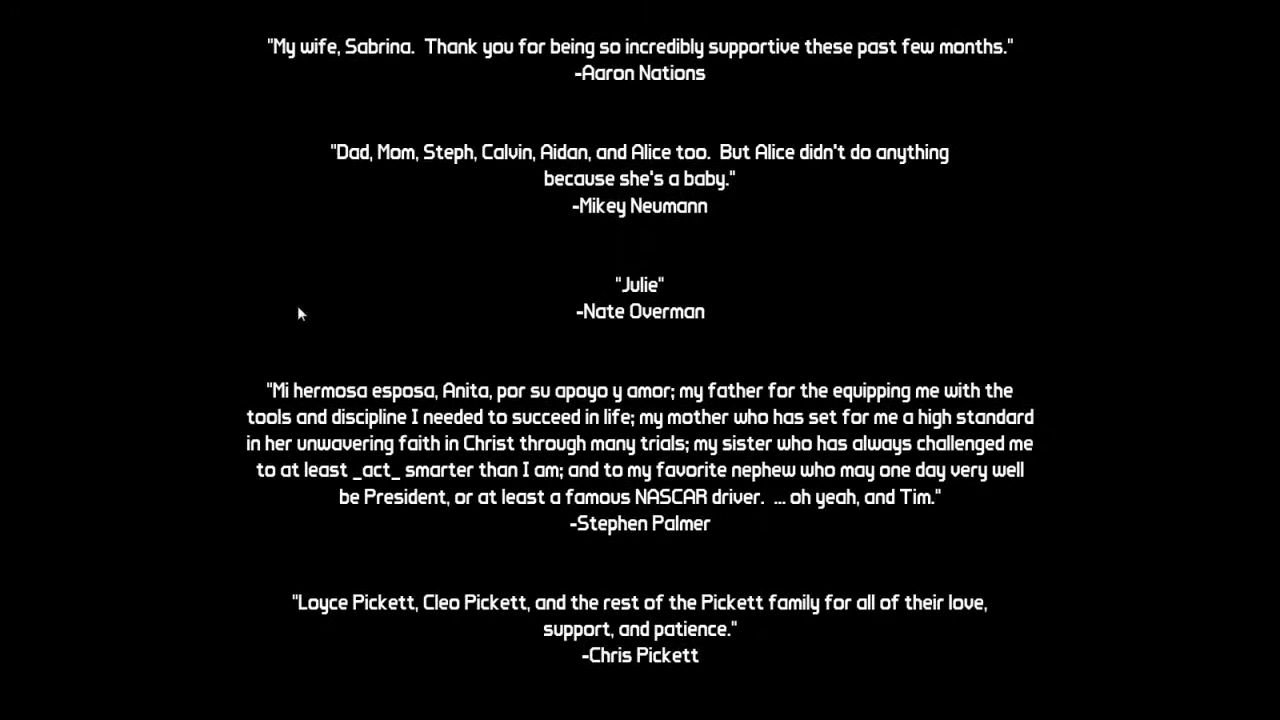 "My wife, Sabrina.  Thank you for being so incredibly supportive these past few months."
-Aaron Nations
"Dad, Mom, Steph, Calvin, Aidan, and Alice too.  But Alice didn't do anything
because she's a baby."
-Mikey Neumann
"Julie"
-Nate Overman
"Mi hermosa esposa, Anita, por su apoyo y amor; my father for the equipping me with the
tools and discipline I needed to succeed in life; my mother who has set for me a high standard
in her unwavering faith in Christ through many trials; my sister who has always challenged me
to at least _act_ smarter than I am; and to my favorite nephew who may one day very well
be President, or at least a famous NASCAR driver.  ... oh yeah, and Tim."
-Stephen Palmer
"Loyce Pickett, Cleo Pickett, and the rest of the Pickett family for all of their love,
support, and patience."
-Chris Pickett